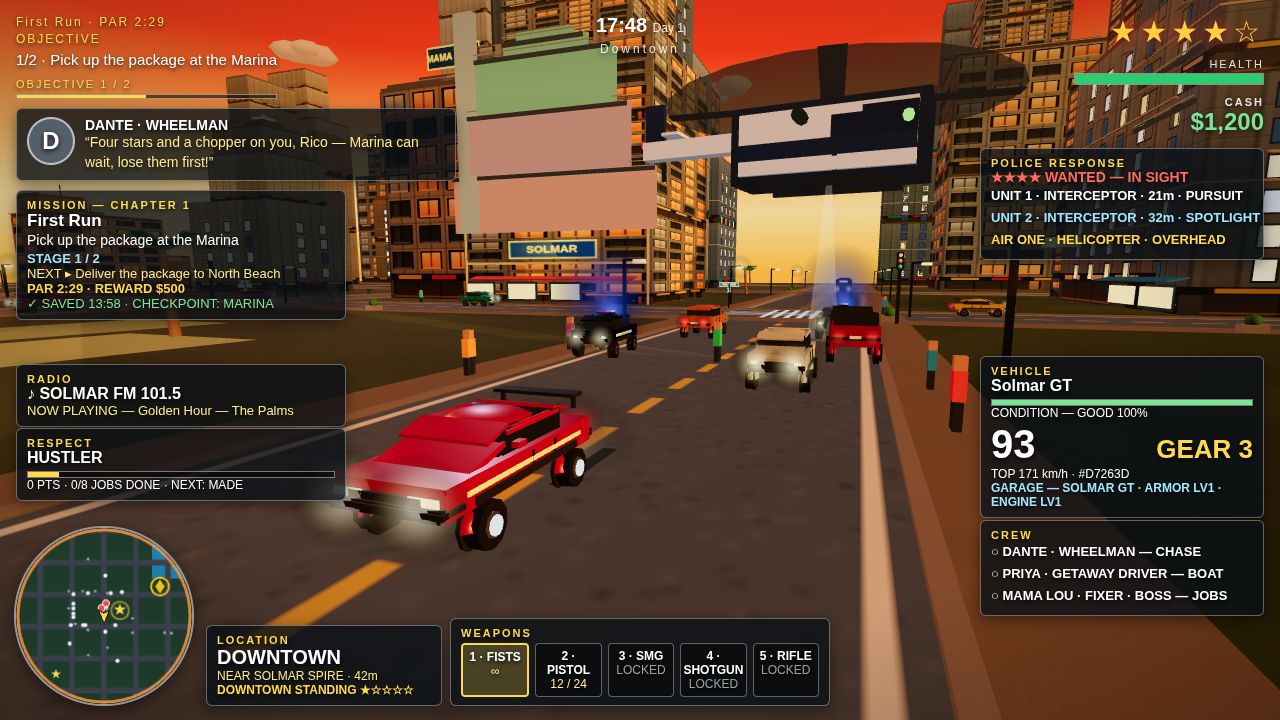 First Run · PAR 2:29
OBJECTIVE
1/2 · Pick up the package at the Marina
OBJECTIVE 1 / 2
D
DANTE · WHEELMAN
“Four stars and a chopper on you, Rico — Marina can
wait, lose them first!”
MISSION — CHAPTER 1
First Run
Pick up the package at the Marina
STAGE 1 / 2
NEXT ▸ Deliver the package to North Beach
PAR 2:29 · REWARD $500
✓ SAVED 13:58 · CHECKPOINT: MARINA
RADIO
♪ SOLMAR FM 101.5
NOW PLAYING — Golden Hour — The Palms
RESPECT
HUSTLER
0 PTS · 0/8 JOBS DONE · NEXT: MADE
17:48 Day 1
Downtown
MAMA
SOLMAR
★★★★☆
HEALTH
CASH
$1,200
POLICE RESPONSE
★★★★ WANTED — IN SIGHT
UNIT 1 · INTERCEPTOR · 21m · PURSUIT
UNIT 2 · INTERCEPTOR · 32m · SPOTLIGHT
AIR ONE · HELICOPTER · OVERHEAD
VEHICLE
Solmar GT
CONDITION — GOOD 100%
93 GEAR 3
TOP 171 km/h · #D7263D
GARAGE — SOLMAR GT · ARMOR LV1 ·
ENGINE LV1
CREW
○ DANTE · WHEELMAN — CHASE
○ PRIYA · GETAWAY DRIVER — BOAT
○ MAMA LOU · FIXER · BOSS — JOBS
LOCATION
DOWNTOWN
NEAR SOLMAR SPIRE · 42m
DOWNTOWN STANDING ★☆☆☆☆
WEAPONS
1 · FISTS
∞
2 ·
PISTOL
12 / 24
3 · SMG
LOCKED
4 ·
SHOTGUN
LOCKED
5 · RIFLE
LOCKED